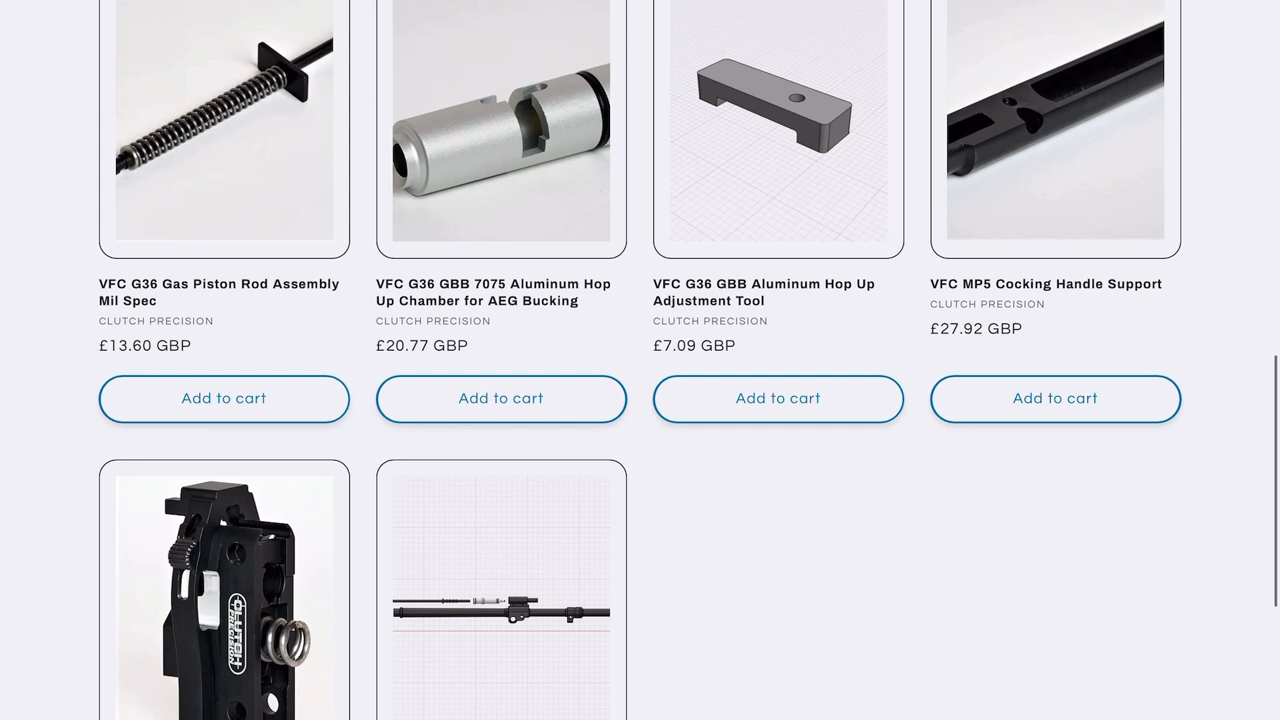 VFC G36 Gas Piston Rod Assembly
Mil Spec
CLUTCH PRECISION
£13.60 GBP
Add to cart
VFC G36 GBB 7075 Aluminum Hop
Up Chamber for AEG Bucking
CLUTCH PRECISION
£20.77 GBP
Add to cart
VFC G36 GBB Aluminum Hop Up
Adjustment Tool
CLUTCH PRECISION
£7.09 GBP
Add to cart
VFC MP5 Cocking Handle Support
CLUTCH PRECISION
£27.92 GBP
Add to cart
CLUTCH
PRECISION